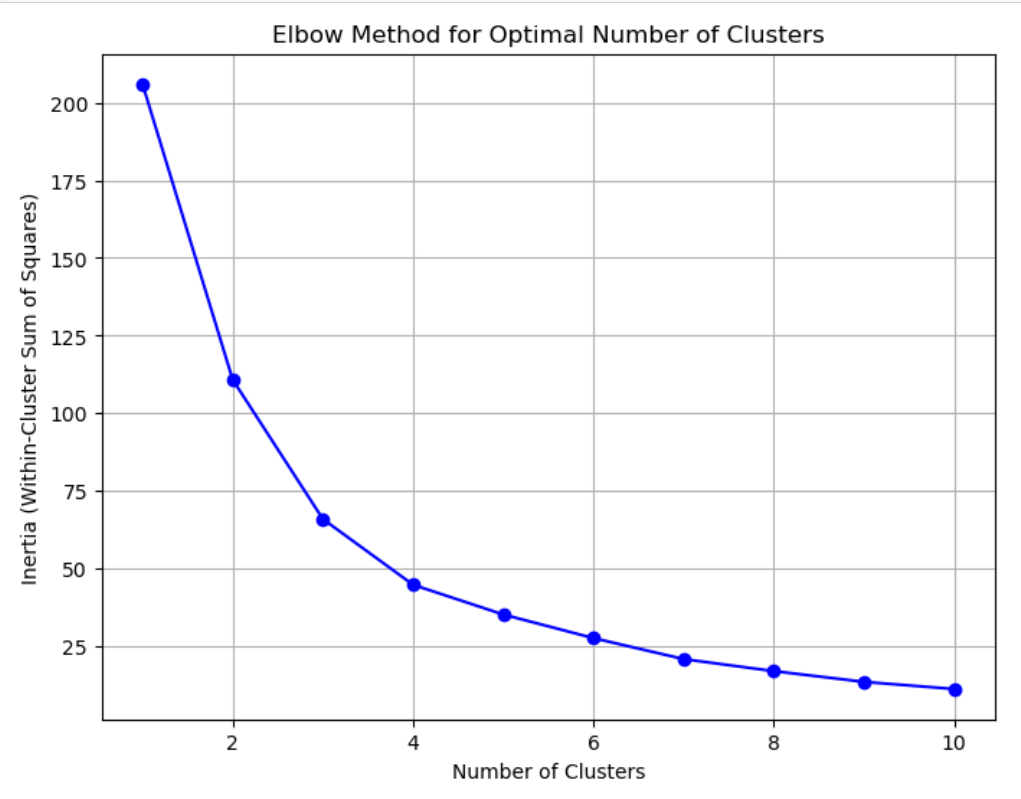 Elbow Method for Optimal Number of Clusters
Inertia (Within-Cluster Sum of Squares)
200
175
150
125
100
75
50
25
2 4 6 8 10
Number of Clusters